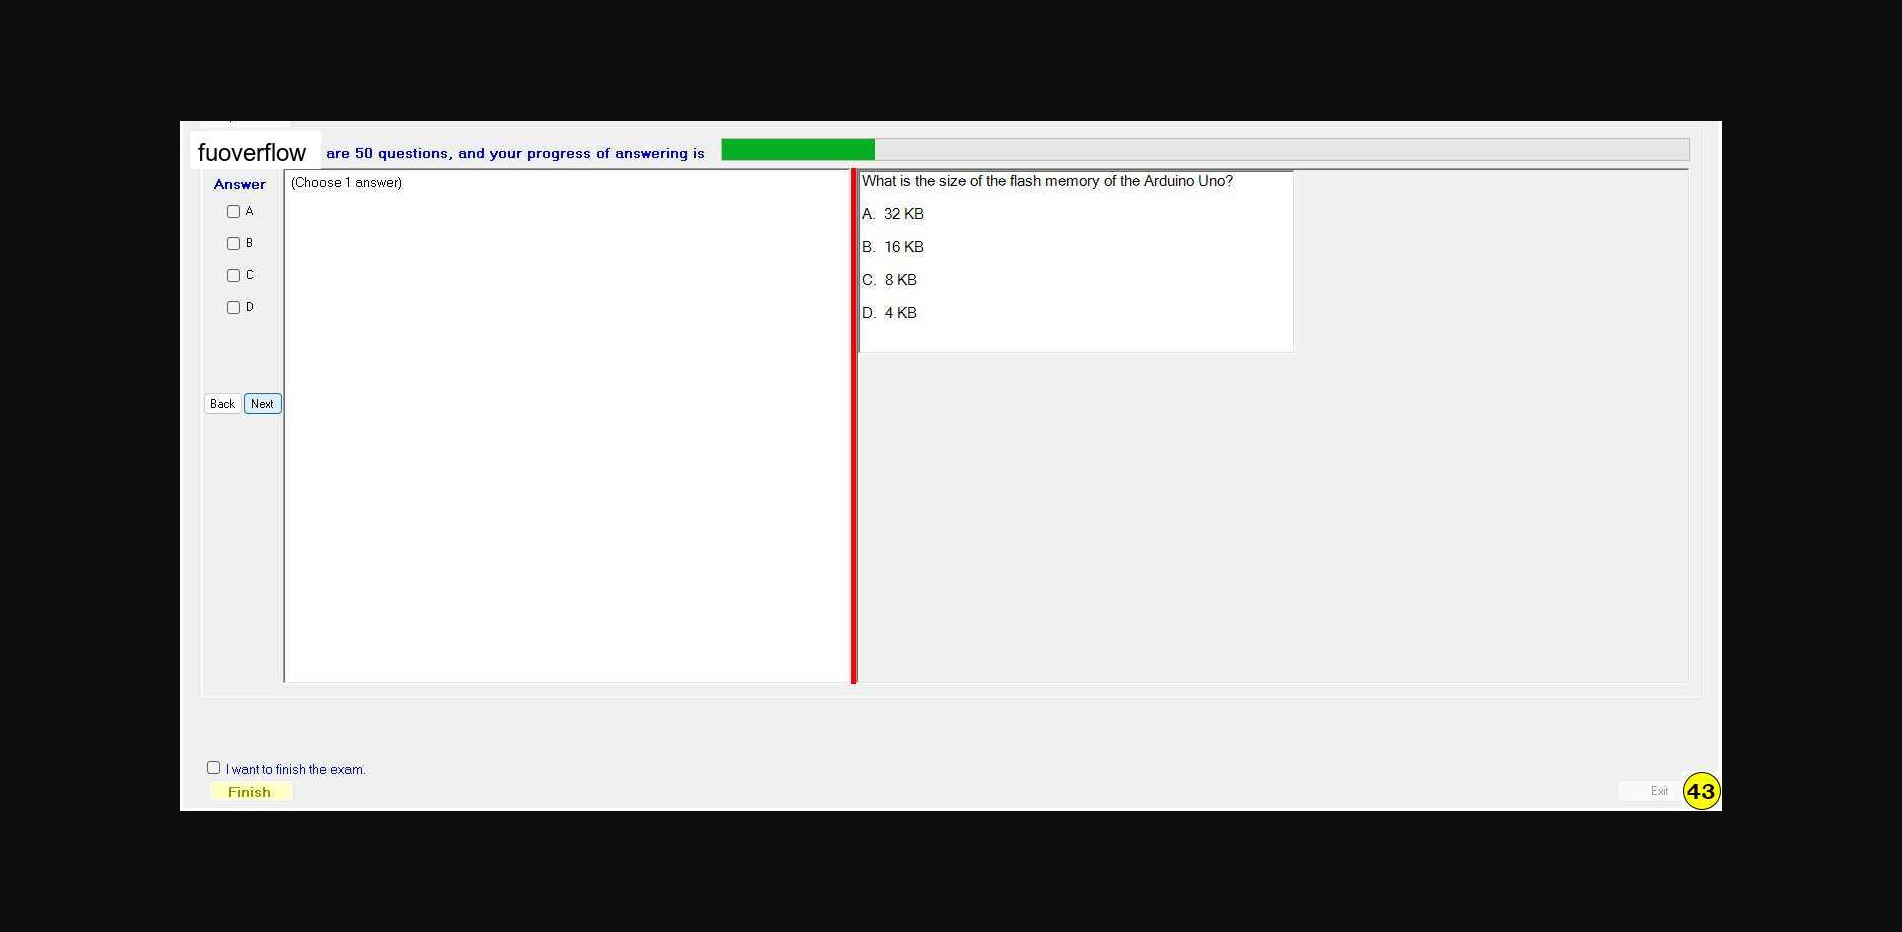 fuoverflow are 50 questions, and your progress of answering is
Answer
A
B
C
D
Back Next
(Choose 1 answer)
What is the size of the flash memory of the Arduino Uno?
A. 32 KB
B. 16 KB
C. 8 KB
D. 4 KB
I want to finish the exam.
Finish
Exit
43